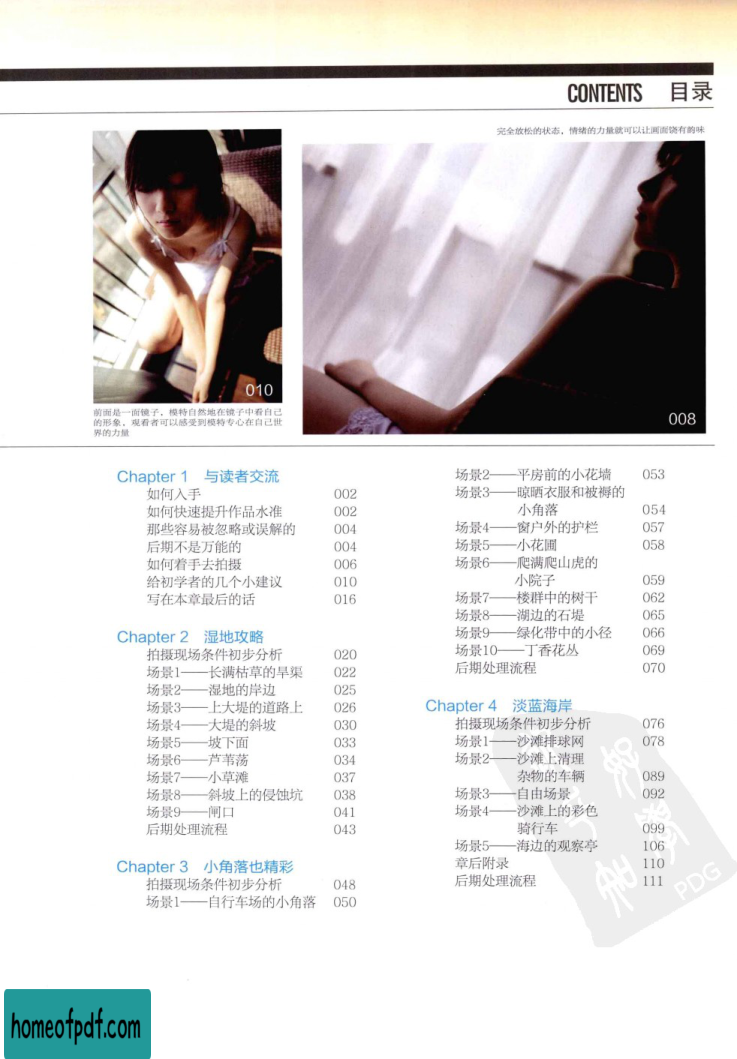 CONTENTS 目录
完全放松的状态，情绪的力量就可以让画面饶有韵味
010
008
前面是一面镜子，模特自然地在镜子中看自己
的形象，观看者可以感受到模特专心在自己世
界的力量
Chapter 1 与读者交流
如何入手 002
如何快速提升作品水准 002
那些容易被忽略或误解的 004
后期不是万能的 004
如何着手去拍摄 006
给初学者的几个小建议 010
写在本章最后的话 016
Chapter 2 湿地攻略
拍摄现场条件初步分析 020
场景1——长满枯草的旱渠 022
场景2——湿地的岸边 025
场景3——上大堤的道路上 026
场景4——大堤的斜坡 030
场景5——坡下面 033
场景6——芦苇荡 034
场景7——小草滩 037
场景8——斜坡上的侵蚀坑 038
场景9——闸口 041
后期处理流程 043
Chapter 3 小角落也精彩
拍摄现场条件初步分析 048
场景1——自行车场的小角落 050
场景2——平房前的小花墙 053
场景3——晾晒衣服和被褥的
小角落 054
场景4——窗户外的护栏 057
场景5——小花圃 058
场景6——爬满爬山虎的
小院子 059
场景7——楼群中的树干 062
场景8——湖边的石堤 065
场景9——绿化带中的小径 066
场景10——丁香花丛 069
后期处理流程 070
Chapter 4 淡蓝海岸
拍摄现场条件初步分析 076
场景1——沙滩排球网 078
场景2——沙滩上清理
杂物的车辆 089
场景3——自由场景 092
场景4——沙滩上的彩色
骑行车 099
场景5——海边的观察亭 106
章后附录 110
后期处理流程 111
PDG
homeofpdf.com